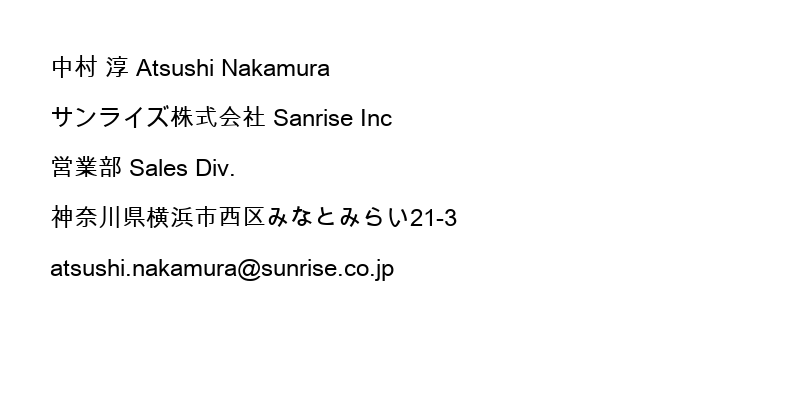 中村 淳 Atsushi Nakamura
サンライズ株式会社 Sanrise Inc
営業部 Sales Div.
神奈川県横浜市西区みなとみらい21-3
atsushi.nakamura@sunrise.co.jp